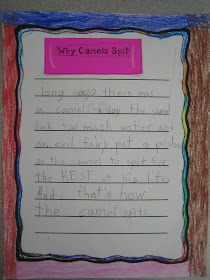 Why Camels Spit
long ago there was
a camel. One day the camel
drank too much water and
an evil fairy put a
on the camel to spit for
the REST of his life.
And that's how
the camel spits.